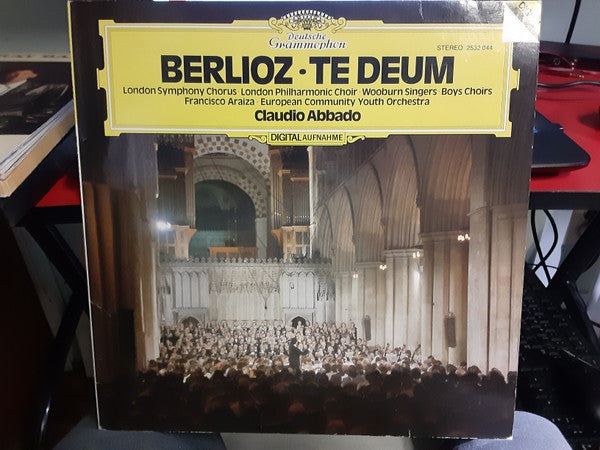 Deutsche
Grammophon
STEREO 2532 044
BERLIOZ · TE DEUM
London Symphony Chorus · London Philharmonic Choir · Wooburn Singers · Boys Choirs
Francisco Araiza · European Community Youth Orchestra
Claudio Abbado
DIGITAL AUFNAHME